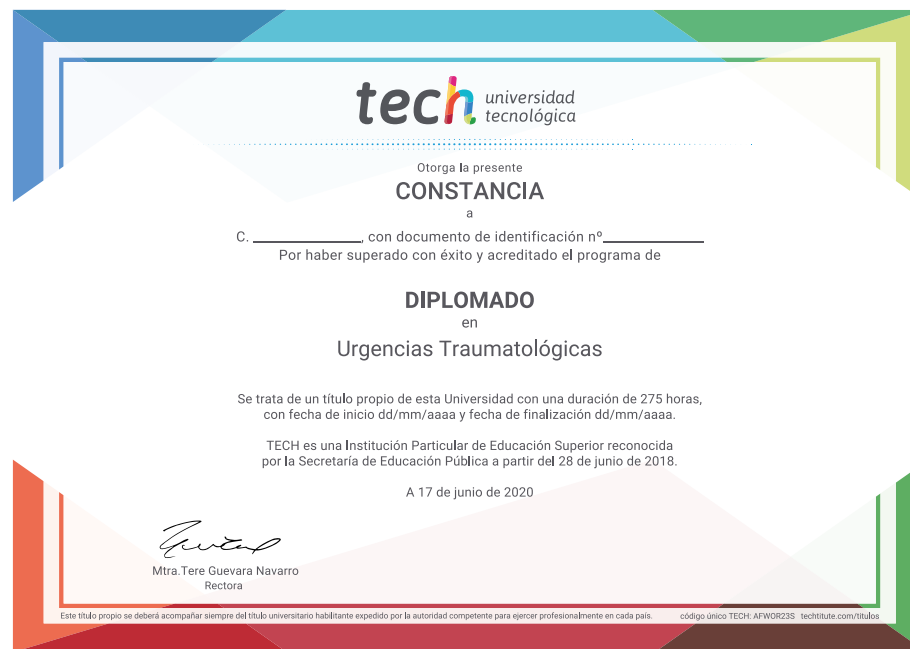 tech universidad
tecnológica
Otorga la presente
CONSTANCIA
a
C. ____________, con documento de identificación nº____________
Por haber superado con éxito y acreditado el programa de
DIPLOMADO
en
Urgencias Traumatológicas
Se trata de un título propio de esta Universidad con una duración de 275 horas,
con fecha de inicio dd/mm/aaaa y fecha de finalización dd/mm/aaaa.
TECH es una Institución Particular de Educación Superior reconocida
por la Secretaría de Educación Pública a partir del 28 de junio de 2018.
A 17 de junio de 2020
Mtra.Tere Guevara Navarro
Rectora
Este título propio se deberá acompañar siempre del título universitario habilitante expedido por la autoridad competente para ejercer profesionalmente en cada país. código único TECH: AFWOR23S techtitute.com/titulos